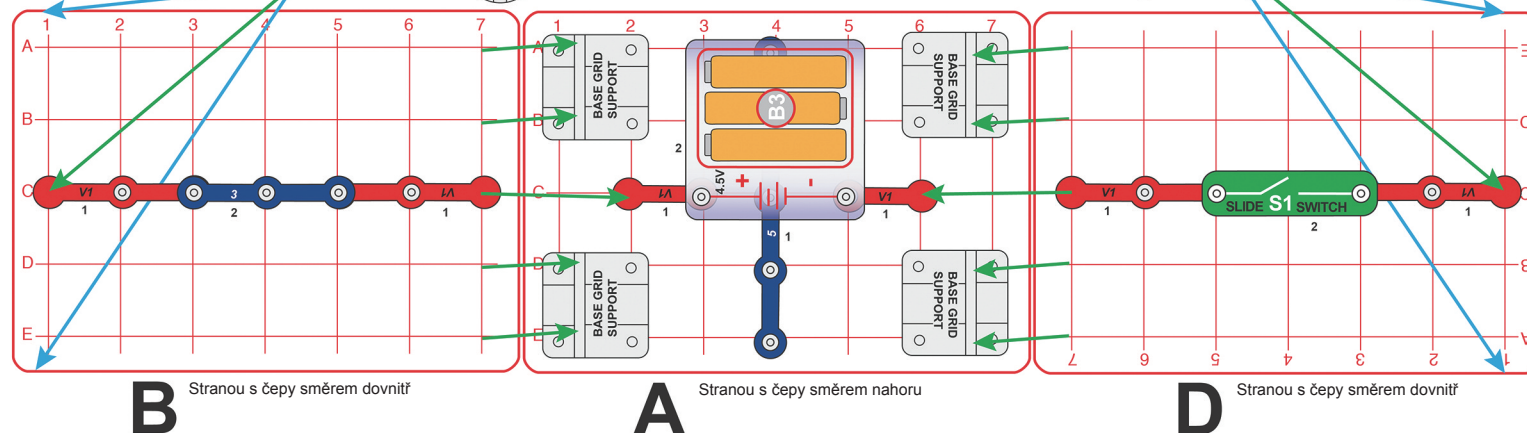 1 2 3 4 5 6 7
A
B
C
D
E
V1 1
3 2
V1 1
1 2 3 4 5 6 7
A
B
C
D
E
BASE GRID SUPPORT
BASE GRID SUPPORT
BASE GRID SUPPORT
BASE GRID SUPPORT
B3
2
4.5V
+ -
V1 1
V1 1
5 1
E
D
C
B
A
V1 1
SLIDE S1 SWITCH
2
V1 1
7 6 5 4 3 2 1
B Stranou s čepy směrem dovnitř
A Stranou s čepy směrem nahoru
D Stranou s čepy směrem dovnitř